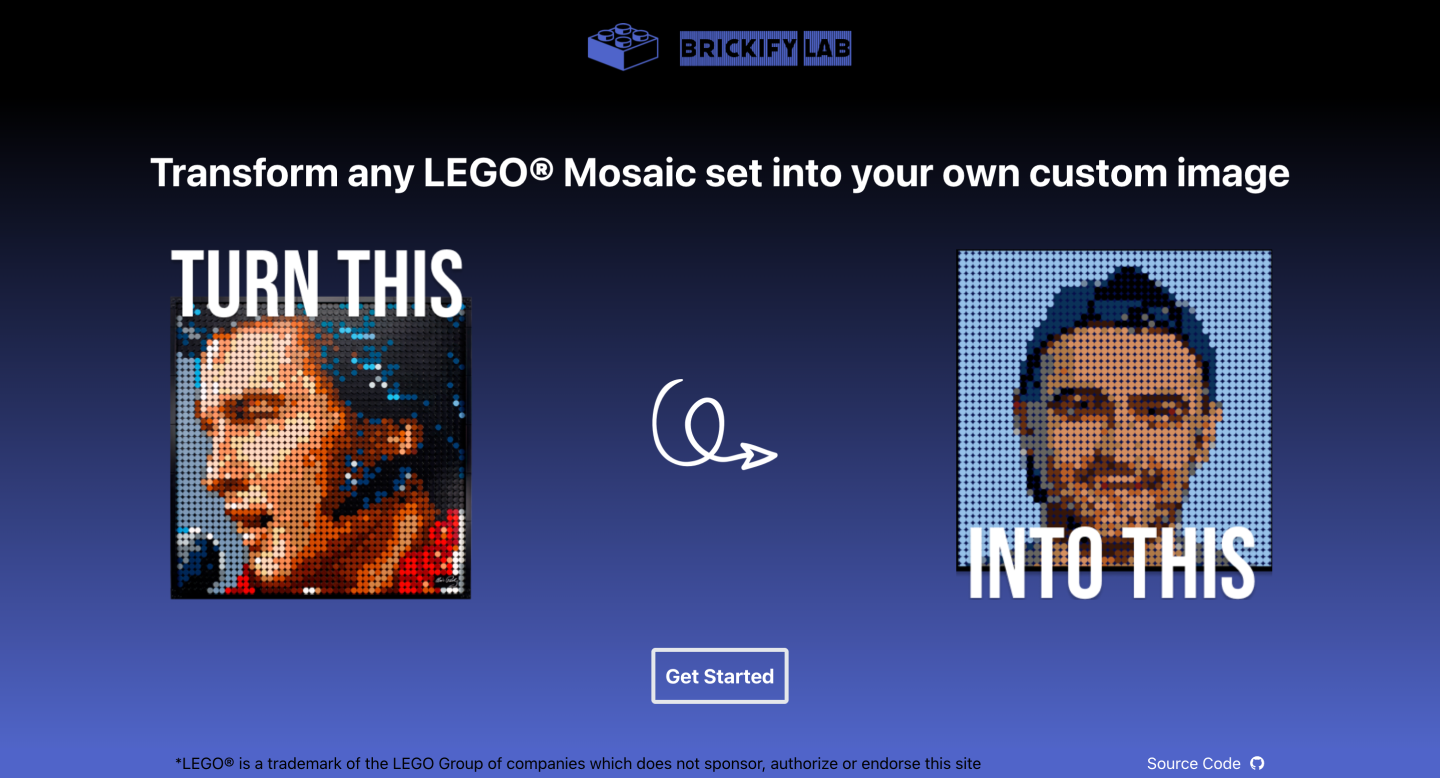 BRICKIFY LAB
Transform any LEGO® Mosaic set into your own custom image
TURN THIS
INTO THIS
Get Started
*LEGO® is a trademark of the LEGO Group of companies which does not sponsor, authorize or endorse this site
Source Code